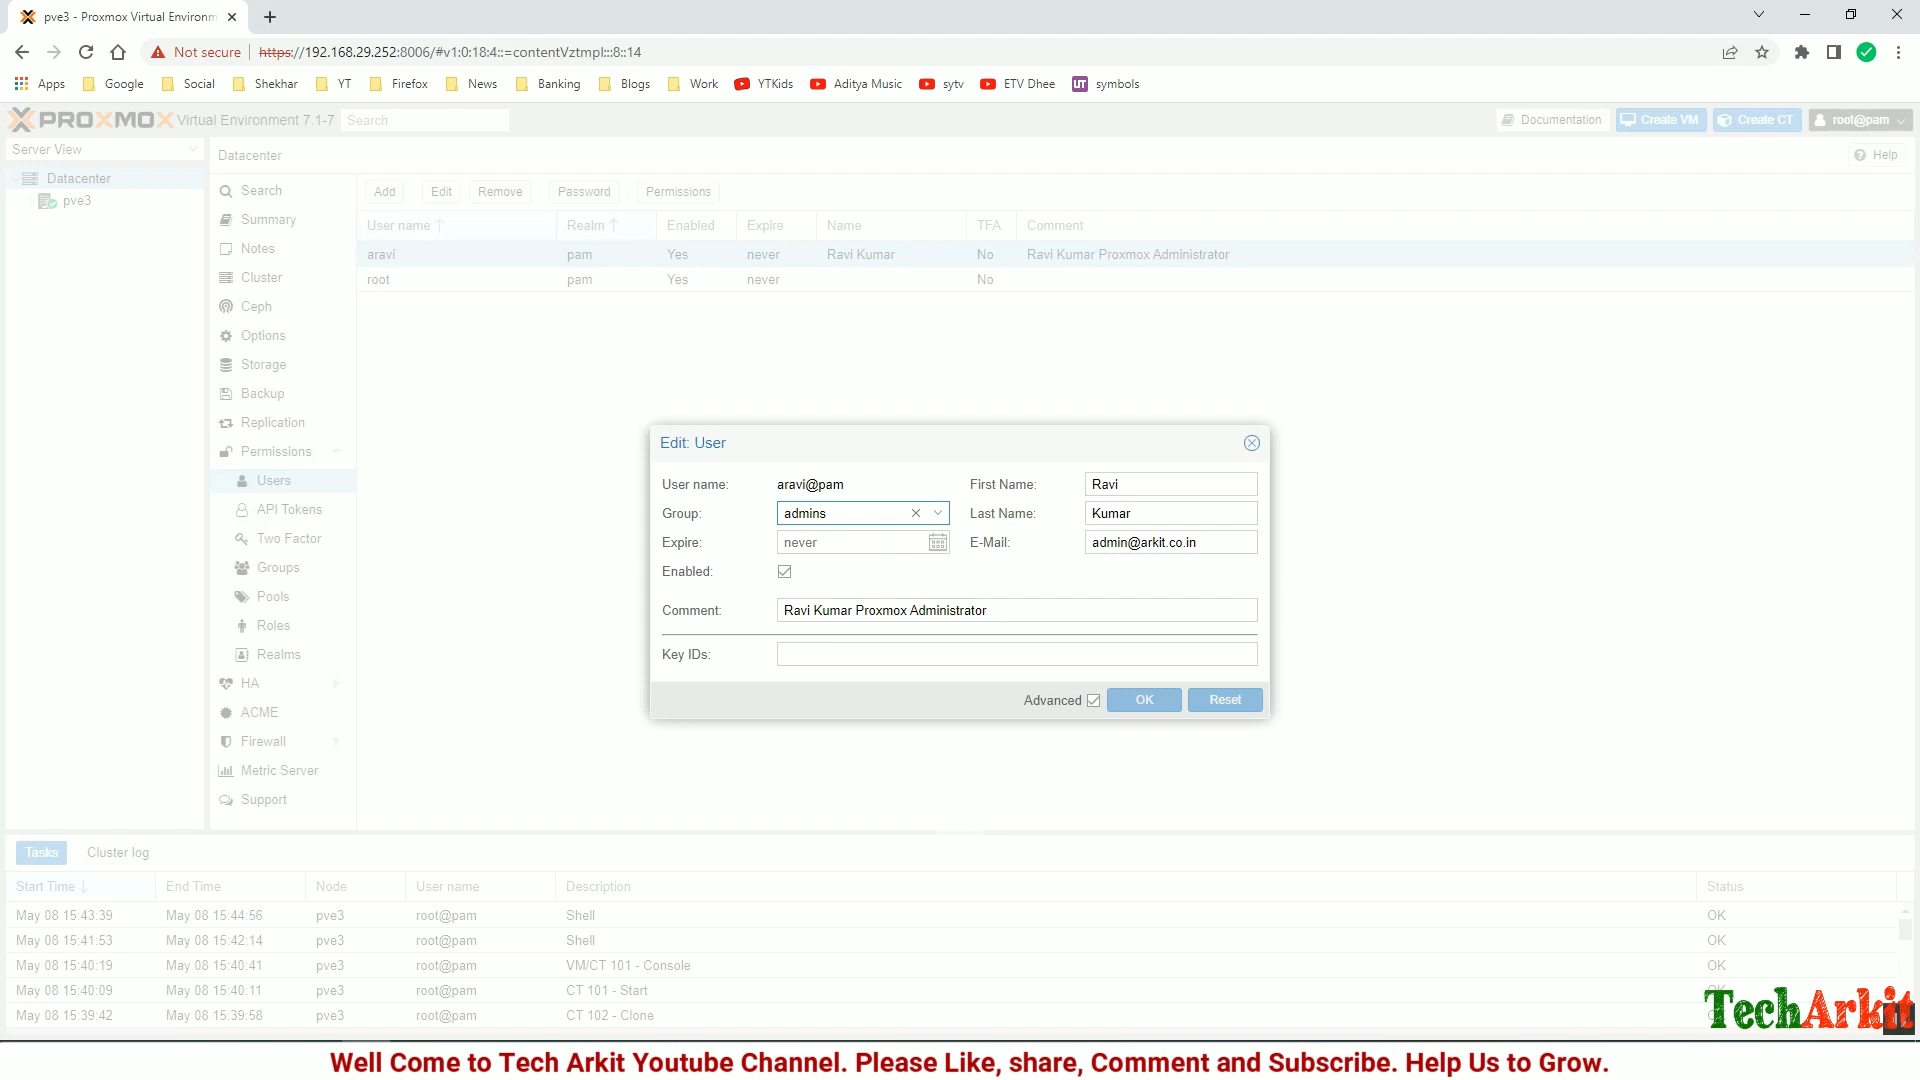 pve3 - Proxmox Virtual Environm
Not secure https://192.168.29.252:8006/#v1:0:18:4::=contentVztmpl:::8::14
Apps Google Social Shekhar YT Firefox News Banking Blogs Work YTKids Aditya Music sytv ETV Dhee UT symbols
PROXMOX Virtual Environment 7.1-7 Search Documentation Create VM Create CT root@pam
Server View
Datacenter
pve3
Datacenter Help
Search
Summary
Notes
Cluster
Ceph
Options
Storage
Backup
Replication
Permissions
Users
API Tokens
Two Factor
Groups
Pools
Roles
Realms
HA
ACME
Firewall
Metric Server
Support
Add Edit Remove Password Permissions
User name Realm Enabled Expire Name TFA Comment
aravi pam Yes never Ravi Kumar No Ravi Kumar Proxmox Administrator
root pam Yes never No
Edit: User
User name: aravi@pam First Name: Ravi
Group: admins Last Name: Kumar
Expire: never E-Mail: admin@arkit.co.in
Enabled:
Comment: Ravi Kumar Proxmox Administrator
Key IDs:
Advanced OK Reset
Tasks Cluster log
Start Time End Time Node User name Description Status
May 08 15:43:39 May 08 15:44:56 pve3 root@pam Shell OK
May 08 15:41:53 May 08 15:42:14 pve3 root@pam Shell OK
May 08 15:40:19 May 08 15:40:41 pve3 root@pam VM/CT 101 - Console OK
May 08 15:40:09 May 08 15:40:11 pve3 root@pam CT 101 - Start OK
May 08 15:39:42 May 08 15:39:58 pve3 root@pam CT 102 - Clone
TechArkit
Well Come to Tech Arkit Youtube Channel. Please Like, share, Comment and Subscribe. Help Us to Grow.